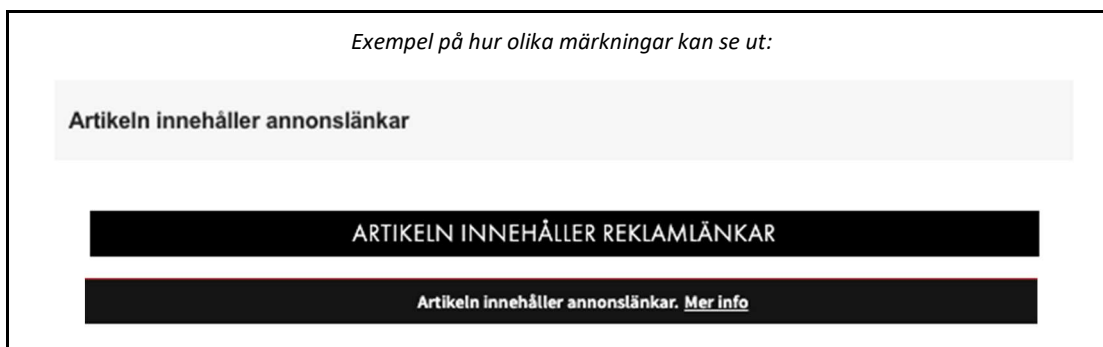 Exempel på hur olika märkningar kan se ut:
Artikeln innehåller annonslänkar
ARTIKELN INNEHÅLLER REKLAMLÄNKAR
Artikeln innehåller annonslänkar. Mer info